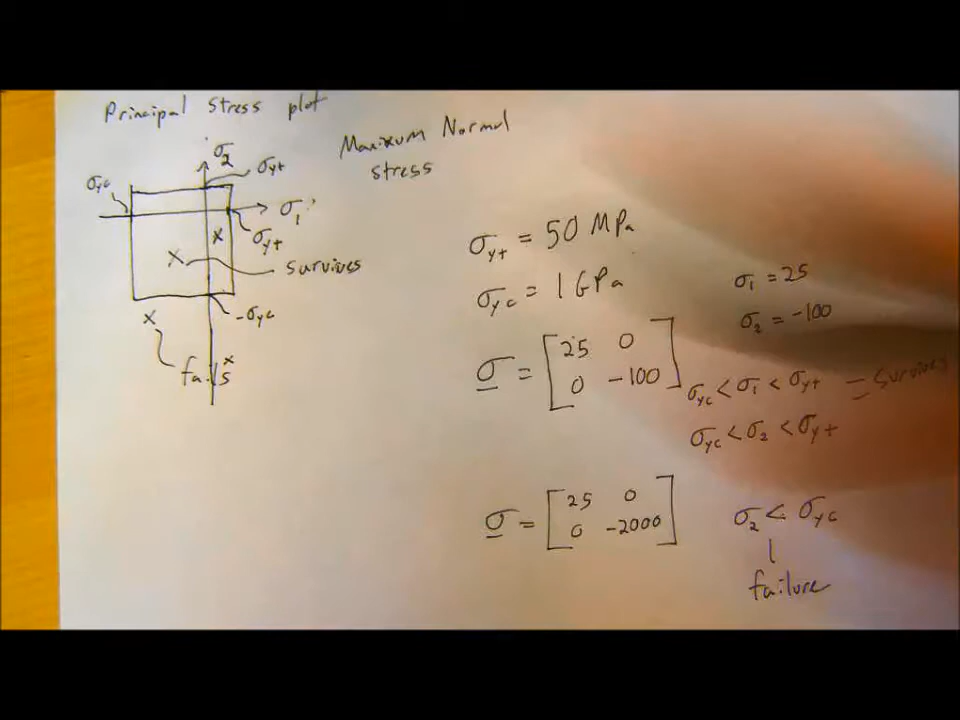 Principal stress plot
Maximum Normal
stress
σ₂
σyt
σyc
σ₁
σyt
survives
-σyc
fails
σyt = 50 MPa
σyc = 1 GPa
σ₁ = 25
σ₂ = -100
σ = [25 0
0 -100]
σyc < σ₁ < σyt - survives
σyc < σ₂ < σyt
σ = [25 0
0 -2000]
σ₂ < σyc
failure